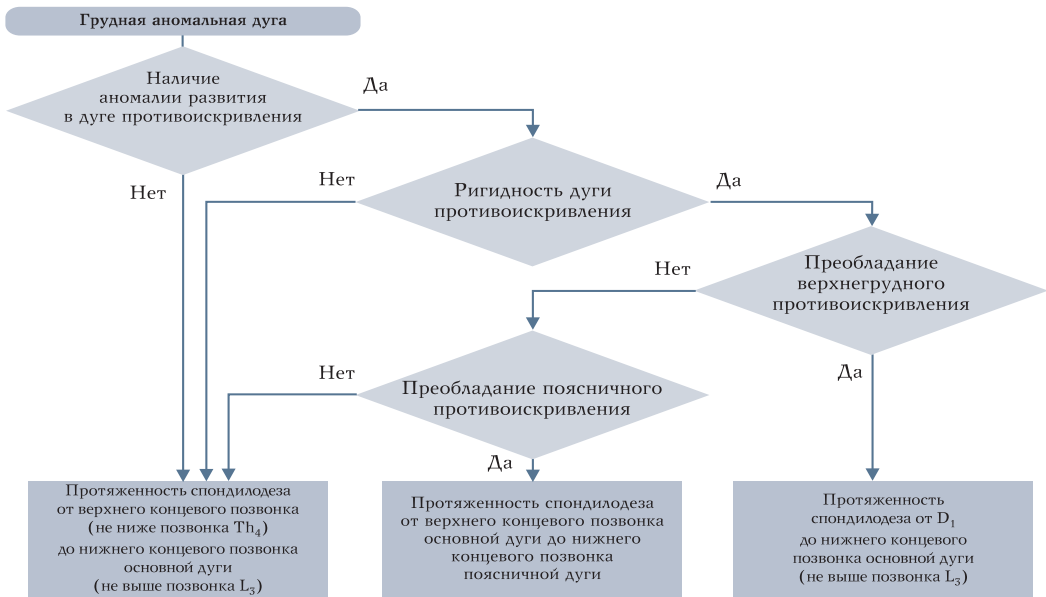 Грудная аномальная дуга
Наличие
аномалии развития
в дуге противоискривления
Да
Нет
Нет
Ригидность дуги
противоискривления
Да
Нет
Преобладание
верхнегрудного
противоискривления
Нет
Преобладание поясничного
противоискривления
Да
Да
Протяженность спондилодеза
от верхнего концевого позвонка
(не ниже позвонка Th₄)
до нижнего концевого позвонка
основной дуги
(не выше позвонка L₃)
Протяженность спондилодеза
от верхнего концевого позвонка
основной дуги до нижнего
концевого позвонка
поясничной дуги
Протяженность
спондилодеза от D₁
до нижнего концевого
позвонка основной дуги
(не выше позвонка L₃)